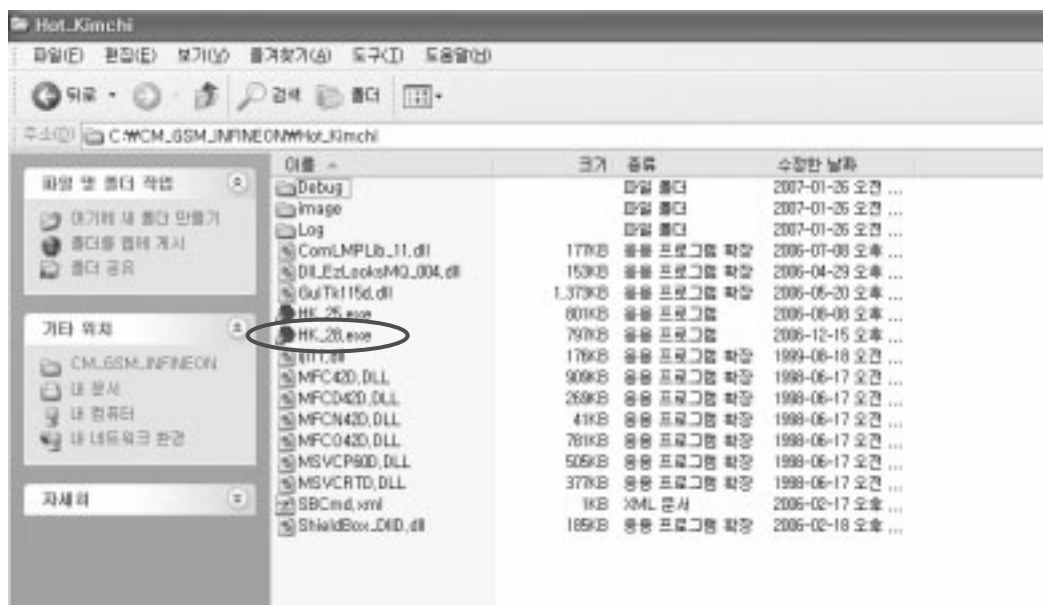 Hot_Kimchi
파일(F) 편집(E) 보기(V) 즐겨찾기(A) 도구(T) 도움말(H)
뒤로 검색 폴더
주소(D) C:₩CM_GSM_INFINEON₩Hot_Kimchi
파일 및 폴더 작업
여기에 새 폴더 만들기
폴더를 웹에 게시
폴더 공유
기타 위치
CM_GSM_INFINEON
내 문서
내 컴퓨터
내 네트워크 환경
자세히
이름 크기 종류 수정한 날짜
Debug 파일 폴더 2007-01-26 오전 ...
image 파일 폴더 2007-01-26 오전 ...
Log 파일 폴더 2007-01-26 오전 ...
ComLMPLib_11.dll 177KB 응용 프로그램 확장 2006-07-08 오후 ...
Dll_EzLooksMQ_004.dll 153KB 응용 프로그램 확장 2006-04-29 오후 ...
GuiTk115d.dll 1,379KB 응용 프로그램 확장 2006-05-20 오후 ...
HK_25.exe 801KB 응용 프로그램 2006-08-08 오후 ...
HK_28.exe 797KB 응용 프로그램 2006-12-15 오후 ...
ijl11.dll 176KB 응용 프로그램 확장 1999-08-18 오전 ...
MFC42D.DLL 909KB 응용 프로그램 확장 1998-06-17 오전 ...
MFCD42D.DLL 269KB 응용 프로그램 확장 1998-06-17 오전 ...
MFCN42D.DLL 41KB 응용 프로그램 확장 1998-06-17 오전 ...
MFCO42D.DLL 781KB 응용 프로그램 확장 1998-06-17 오전 ...
MSVCP60D.DLL 505KB 응용 프로그램 확장 1998-06-17 오전 ...
MSVCRTD.DLL 377KB 응용 프로그램 확장 1998-06-17 오전 ...
SBCmd.xml 1KB XML 문서 2006-02-17 오후 ...
ShieldBox_DIO.dll 185KB 응용 프로그램 확장 2006-02-18 오후 ...